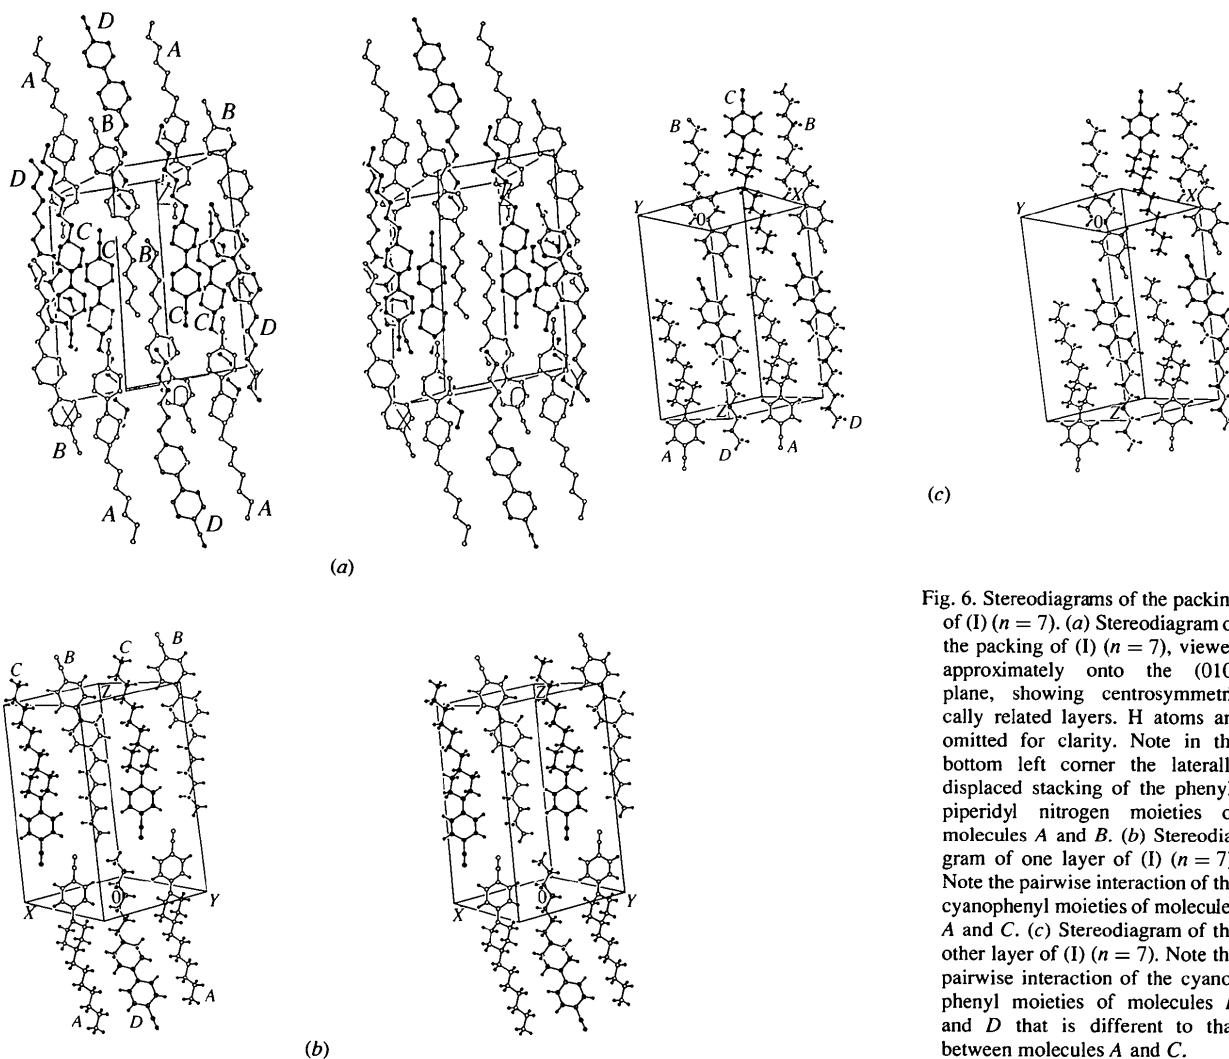 D
A
A
B
B
D
Z
C
C
B
C
C
D
Y
B
A
D
A
(a)
C
B
B
Y
0
X
Z
D
A
D
A
X
0
Z
(c)
C
B
C
B
Z
X
0
Y
A
A
D
Z
X
0
Y
(b)
Fig. 6. Stereodiagrams of the packin
of (I) (n = 7). (a) Stereodiagram o
the packing of (I) (n = 7), viewe
approximately onto the (010
plane, showing centrosymmetri
cally related layers. H atoms ar
omitted for clarity. Note in th
bottom left corner the laterall
displaced stacking of the phenyl
piperidyl nitrogen moieties o
molecules A and B. (b) Stereodia
gram of one layer of (I) (n = 7
Note the pairwise interaction of th
cyanophenyl moieties of molecule
A and C. (c) Stereodiagram of th
other layer of (I) (n = 7). Note th
pairwise interaction of the cyano
phenyl moieties of molecules
and D that is different to tha
between molecules A and C.